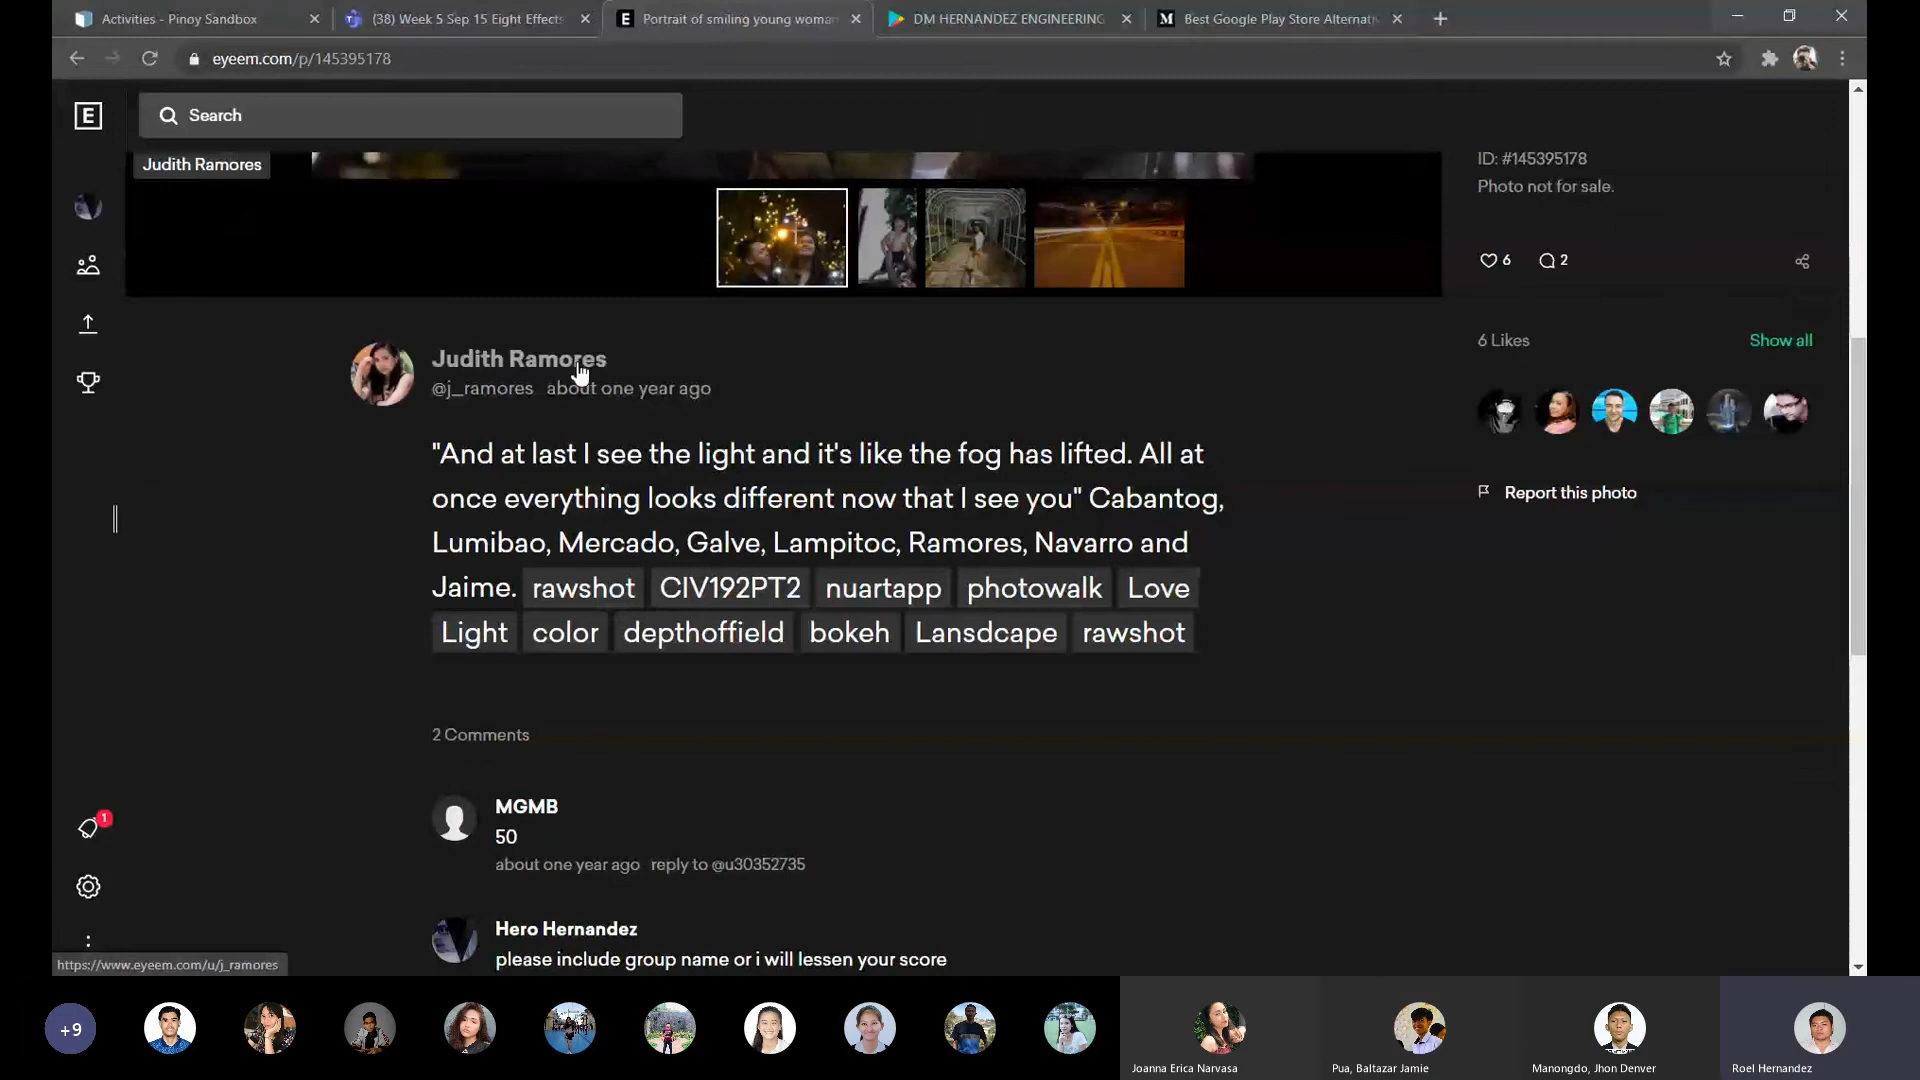 Activities - Pinoy Sandbox
(38) Week 5 Sep 15 Eight Effects
E Portrait of smiling young woma
DM HERNANDEZ ENGINEERING
M Best Google Play Store Alternati
eyeem.com/p/145395178
E
Search
Judith Ramores
ID: #145395178
Photo not for sale.
6 2
Judith Ramores
@j_ramores about one year ago
6 Likes Show all
"And at last I see the light and it's like the fog has lifted. All at
once everything looks different now that I see you" Cabantog,
Lumibao, Mercado, Galve, Lampitoc, Ramores, Navarro and
Jaime. rawshot CIV192PT2 nuartapp photowalk Love
Light color depthoffield bokeh Lansdcape rawshot
Report this photo
2 Comments
MGMB
50
about one year ago reply to @u30352735
1
Hero Hernandez
please include group name or i will lessen your score
https://www.eyeem.com/u/j_ramores
+9
Joanna Erica Narvasa
Pua, Baltazar Jamie
Manongdo, Jhon Denver
Roel Hernandez